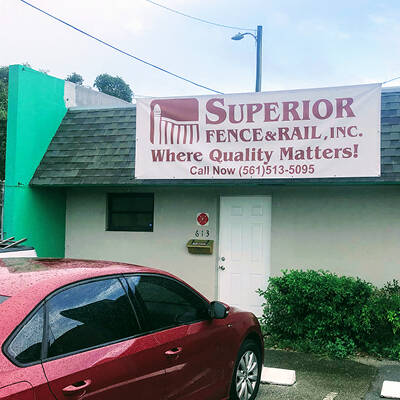 SUPERIOR
FENCE & RAIL, INC.
Where Quality Matters!
Call Now (561)513-5095
613